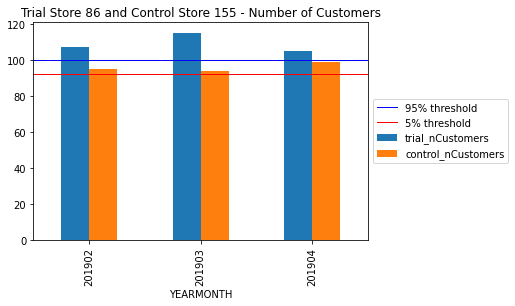 Trial Store 86 and Control Store 155 - Number of Customers
120
100
80
60
40
20
0
201902
201903
201904
YEARMONTH
95% threshold
5% threshold
trial_nCustomers
control_nCustomers